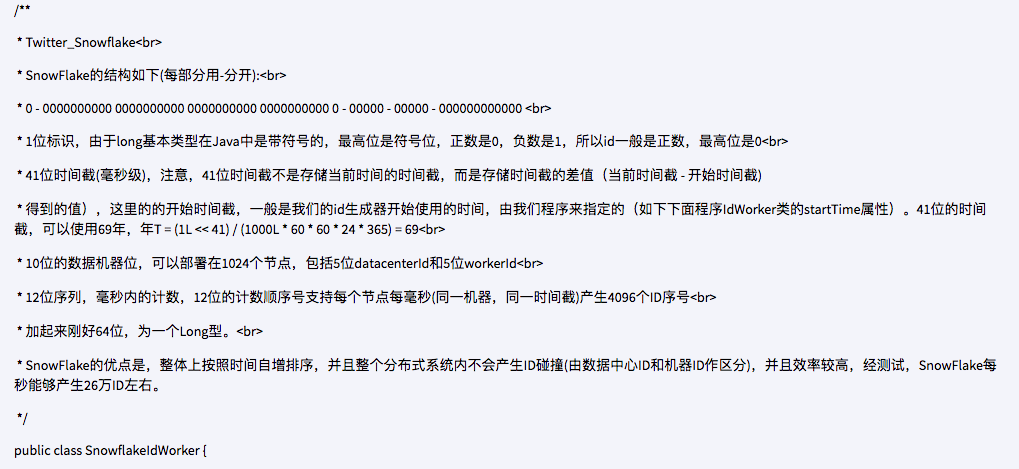 /**
* Twitter_Snowflake<br>
* SnowFlake的结构如下(每部分用-分开):<br>
* 0 - 0000000000 0000000000 0000000000 0000000000 0 - 00000 - 00000 - 000000000000 <br>
* 1位标识，由于long基本类型在Java中是带符号的，最高位是符号位，正数是0，负数是1，所以id一般是正数，最高位是0<br>
* 41位时间截(毫秒级)，注意，41位时间截不是存储当前时间的时间截，而是存储时间截的差值（当前时间截 - 开始时间截)
* 得到的值），这里的的开始时间截，一般是我们的id生成器开始使用的时间，由我们程序来指定的（如下下面程序IdWorker类的startTime属性）。41位的时间
截，可以使用69年，年T = (1L << 41) / (1000L * 60 * 60 * 24 * 365) = 69<br>
* 10位的数据机器位，可以部署在1024个节点，包括5位datacenterId和5位workerId<br>
* 12位序列，毫秒内的计数，12位的计数顺序号支持每个节点每毫秒(同一机器，同一时间截)产生4096个ID序号<br>
* 加起来刚好64位，为一个Long型。<br>
* SnowFlake的优点是，整体上按照时间自增排序，并且整个分布式系统内不会产生ID碰撞(由数据中心ID和机器ID作区分)，并且效率较高，经测试，SnowFlake每
秒能够产生26万ID左右。
*/
public class SnowflakeIdWorker {